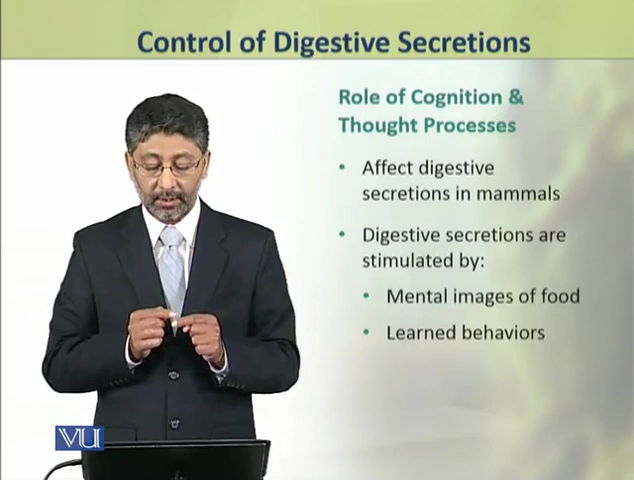 Control of Digestive Secretions
Role of Cognition &
Thought Processes
• Affect digestive
secretions in mammals
• Digestive secretions are
stimulated by:
• Mental images of food
• Learned behaviors
VU